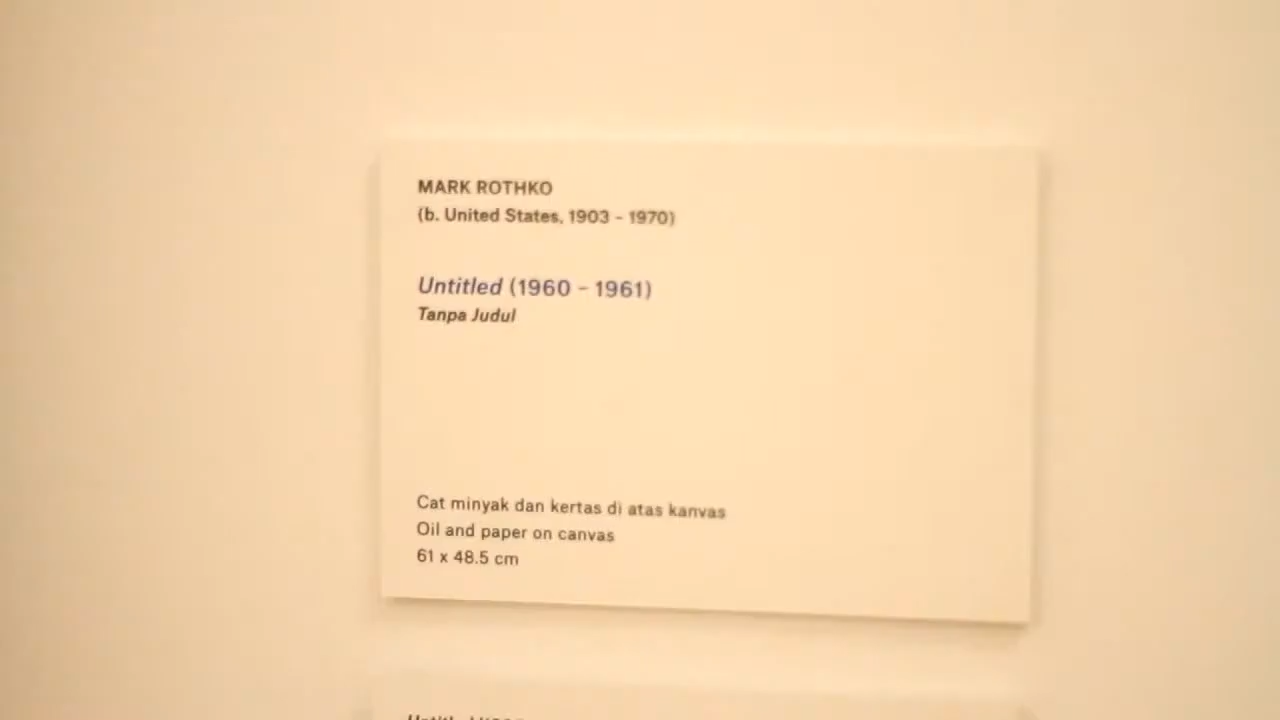 MARK ROTHKO
(b. United States, 1903 - 1970)
Untitled (1960 - 1961)
Tanpa Judul
Cat minyak dan kertas di atas kanvas
Oil and paper on canvas
61 x 48.5 cm